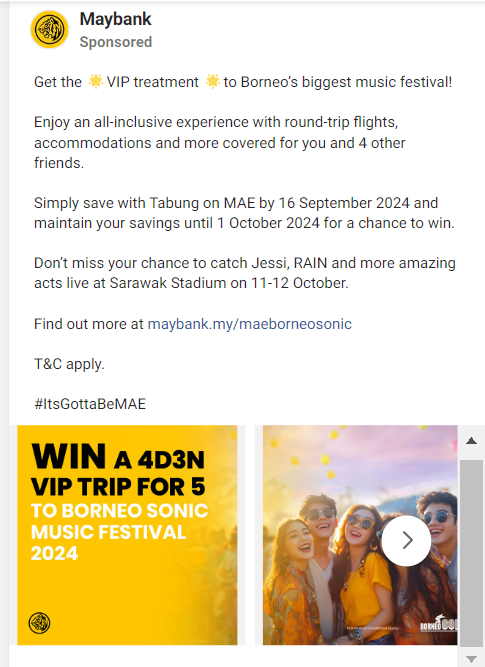 Maybank
Sponsored
Get the 🌟 VIP treatment 🌟 to Borneo's biggest music festival!
Enjoy an all-inclusive experience with round-trip flights,
accommodations and more covered for you and 4 other
friends.
Simply save with Tabung on MAE by 16 September 2024 and
maintain your savings until 1 October 2024 for a chance to win.
Don't miss your chance to catch Jessi, RAIN and more amazing
acts live at Sarawak Stadium on 11-12 October.
Find out more at maybank.my/maeborneosonic
T&C apply.
#ItsGottaBeMAE
WIN A 4D3N
VIP TRIP FOR 5
TO BORNEO SONIC
MUSIC FESTIVAL
2024
BORNEO